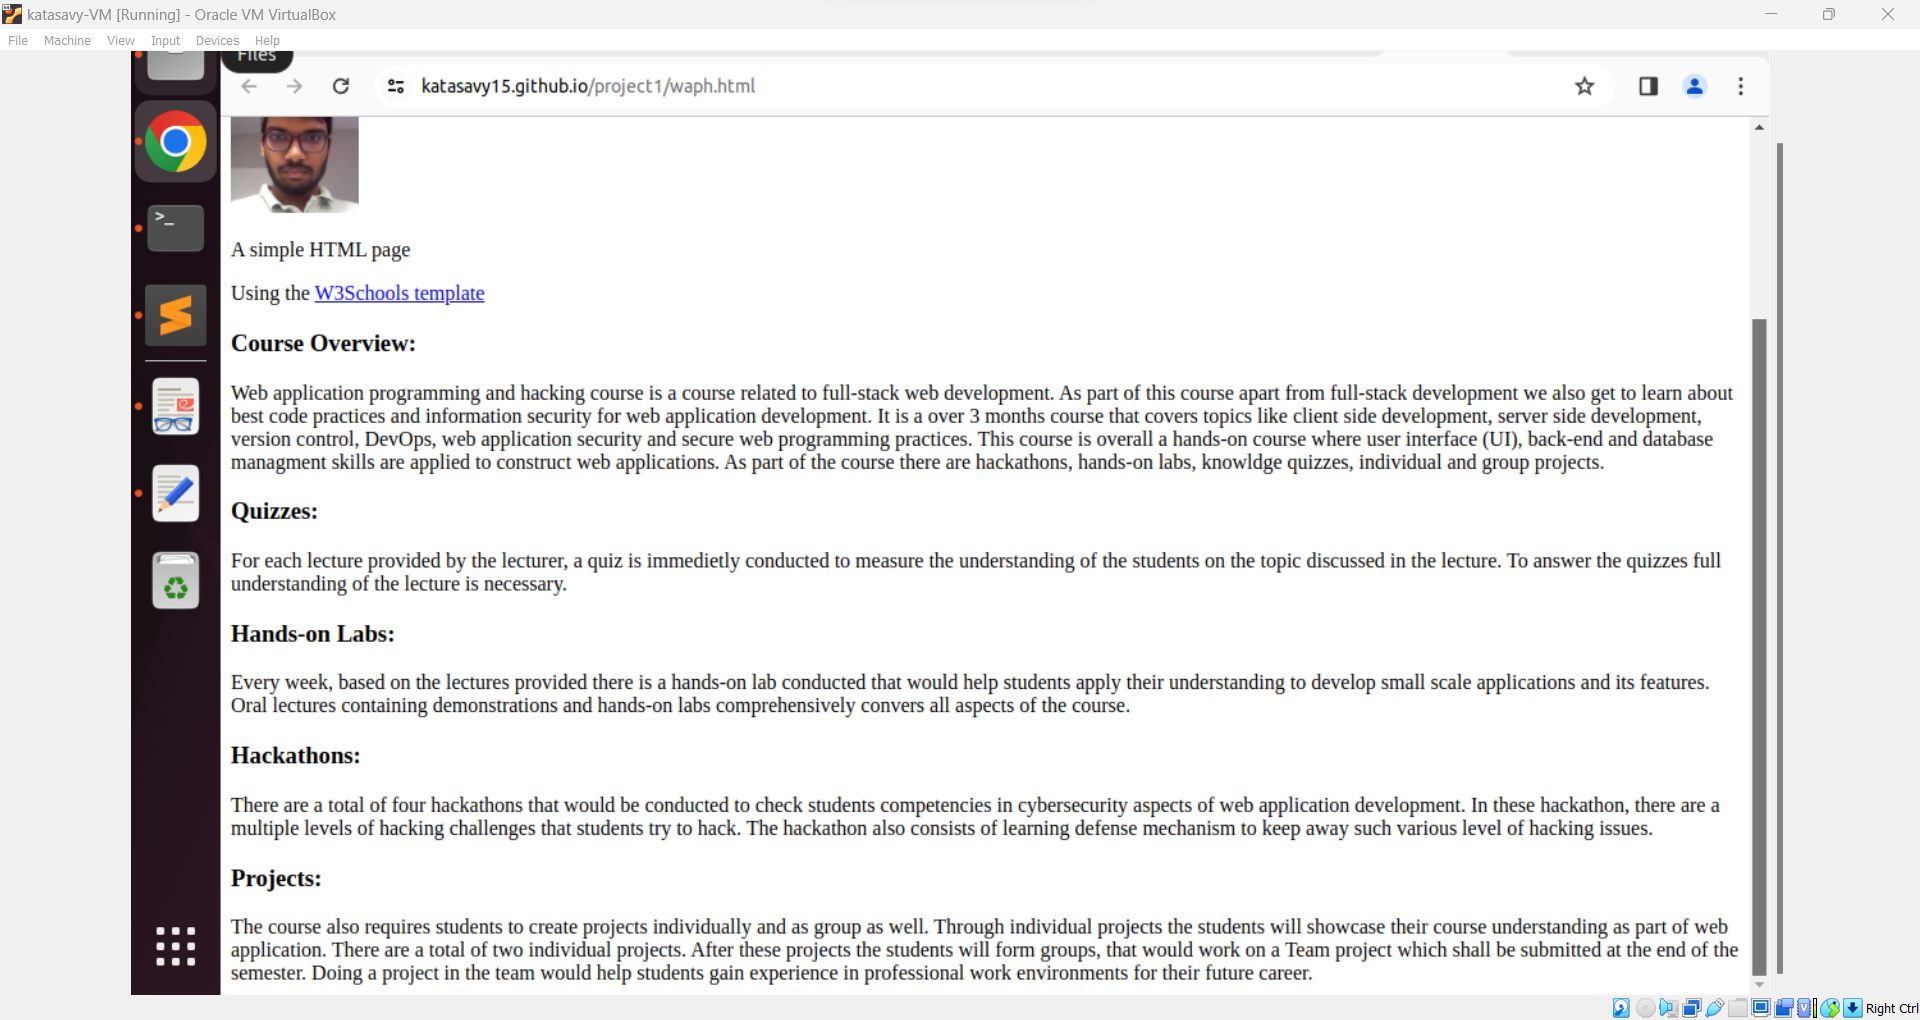 katasavy-VM [Running] - Oracle VM VirtualBox
File Machine View Input Devices Help
Files
katasavy15.github.io/project1/waph.html
A simple HTML page
Using the W3Schools template
Course Overview:
Web application programming and hacking course is a course related to full-stack web development. As part of this course apart from full-stack development we also get to learn about
best code practices and information security for web application development. It is a over 3 months course that covers topics like client side development, server side development,
version control, DevOps, web application security and secure web programming practices. This course is overall a hands-on course where user interface (UI), back-end and database
managment skills are applied to construct web applications. As part of the course there are hackathons, hands-on labs, knowldge quizzes, individual and group projects.
Quizzes:
For each lecture provided by the lecturer, a quiz is immedietly conducted to measure the understanding of the students on the topic discussed in the lecture. To answer the quizzes full
understanding of the lecture is necessary.
Hands-on Labs:
Every week, based on the lectures provided there is a hands-on lab conducted that would help students apply their understanding to develop small scale applications and its features.
Oral lectures containing demonstrations and hands-on labs comprehensively convers all aspects of the course.
Hackathons:
There are a total of four hackathons that would be conducted to check students competencies in cybersecurity aspects of web application development. In these hackathon, there are a
multiple levels of hacking challenges that students try to hack. The hackathon also consists of learning defense mechanism to keep away such various level of hacking issues.
Projects:
The course also requires students to create projects individually and as group as well. Through individual projects the students will showcase their course understanding as part of web
application. There are a total of two individual projects. After these projects the students will form groups, that would work on a Team project which shall be submitted at the end of the
semester. Doing a project in the team would help students gain experience in professional work environments for their future career.
Right Ctrl